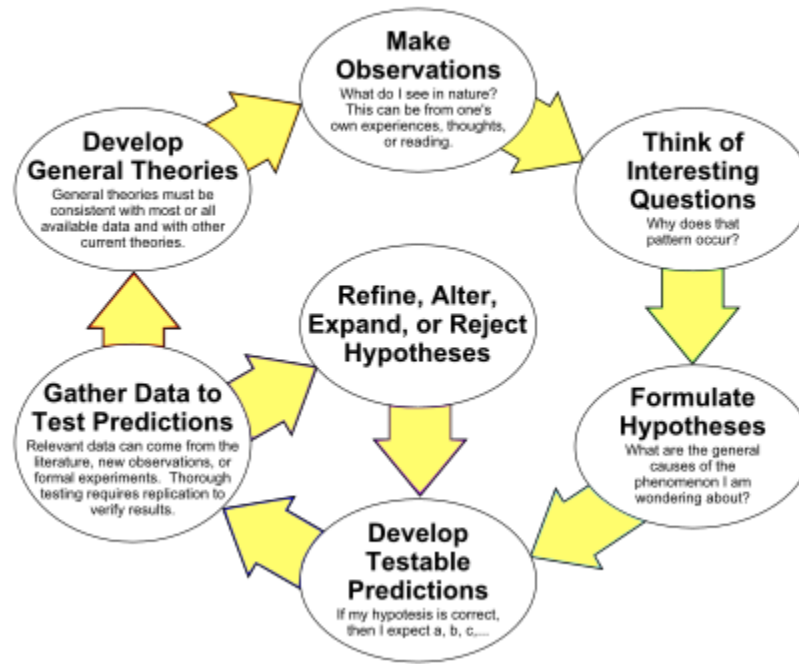 Make
Observations
What do I see in nature?
This can be from one's
own experiences, thoughts,
or reading.
Think of
Interesting
Questions
Why does that
pattern occur?
Formulate
Hypotheses
What are the general
causes of the
phenomenon I am
wondering about?
Develop
Testable
Predictions
If my hypotesis is correct,
then I expect a, b, c,...
Gather Data to
Test Predictions
Relevant data can come from the
literature, new observations, or
formal experiments. Thorough
testing requires replication to
verify results.
Refine, Alter,
Expand, or Reject
Hypotheses
Develop
General Theories
General theories must be
consistent with most or all
available data and with other
current theories.